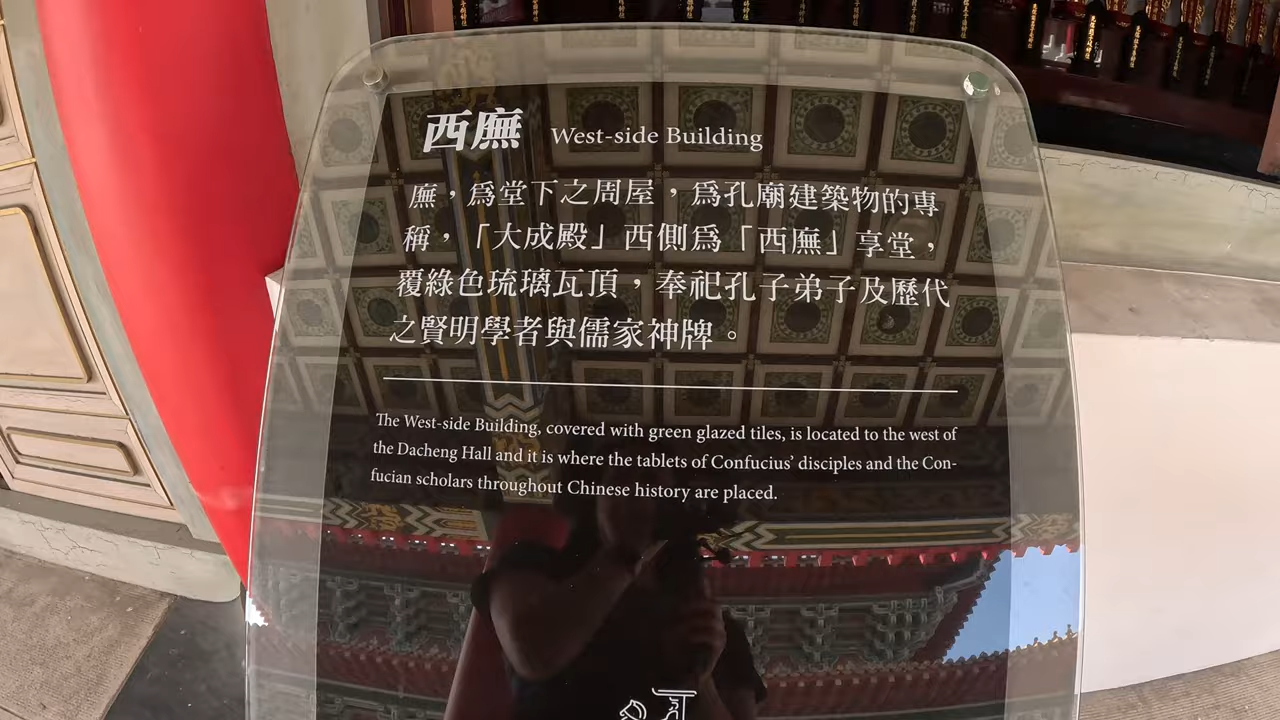 西廡 West-side Building
廡，爲堂下之周屋，爲孔廟建築物的專
稱，「大成殿」西側爲「西廡」享堂，
覆綠色琉璃瓦頂，奉祀孔子弟子及歷代
之賢明學者與儒家神牌。
The West-side Building, covered with green glazed tiles, is located to the west of
the Dacheng Hall and it is where the tablets of Confucius’ disciples and the Con-
fucian scholars throughout Chinese history are placed.